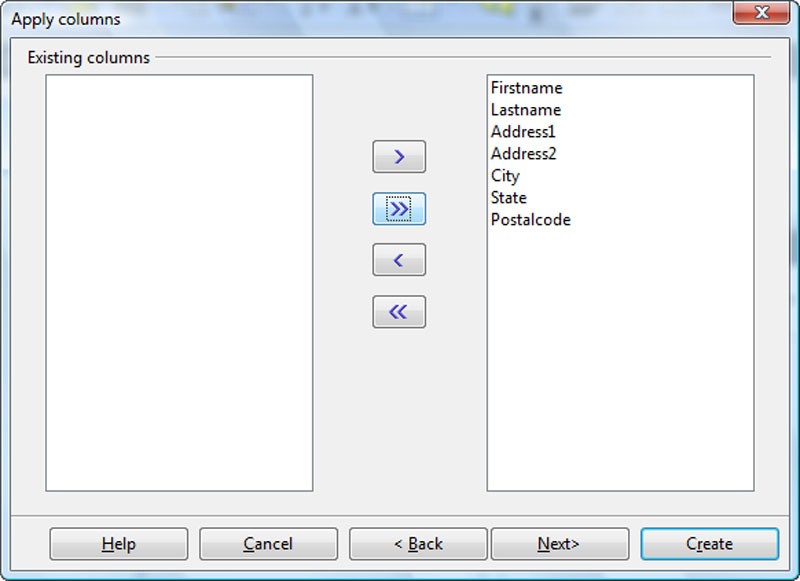 Apply columns
Existing columns
Firstname
Lastname
Address1
Address2
City
State
Postalcode
>
>>
<
<<
Help
Cancel
< Back
Next>
Create